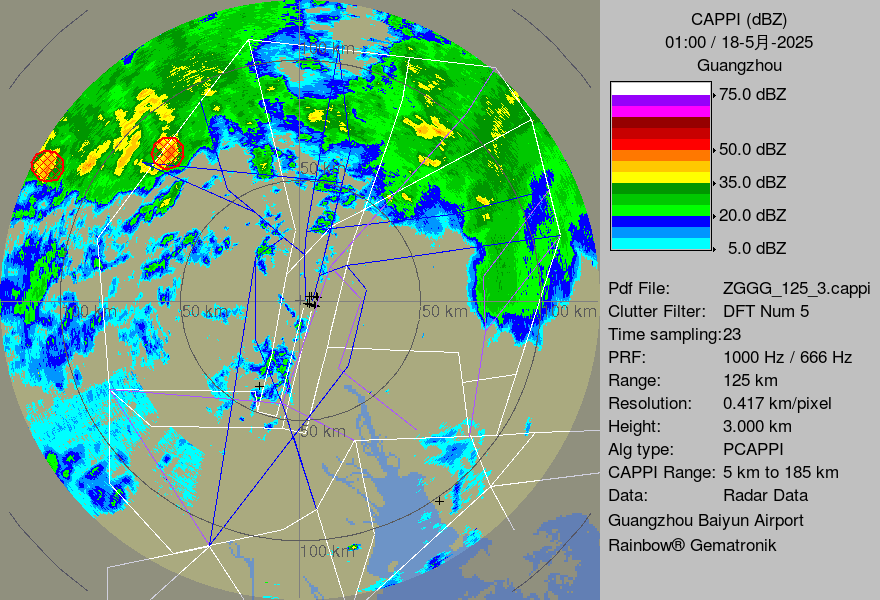 CAPPI (dBZ)
01:00 / 18-5月-2025
Guangzhou
75.0 dBZ
50.0 dBZ
35.0 dBZ
20.0 dBZ
5.0 dBZ
Pdf File: ZGGG_125_3.cappi
Clutter Filter: DFT Num 5
Time sampling:23
PRF: 1000 Hz / 666 Hz
Range: 125 km
Resolution: 0.417 km/pixel
Height: 3.000 km
Alg type: PCAPPI
CAPPI Range: 5 km to 185 km
Data: Radar Data
Guangzhou Baiyun Airport
Rainbow® Gematronik
100 km
50 km
100 km
50 km
50 km
100 km
50 km
100 km